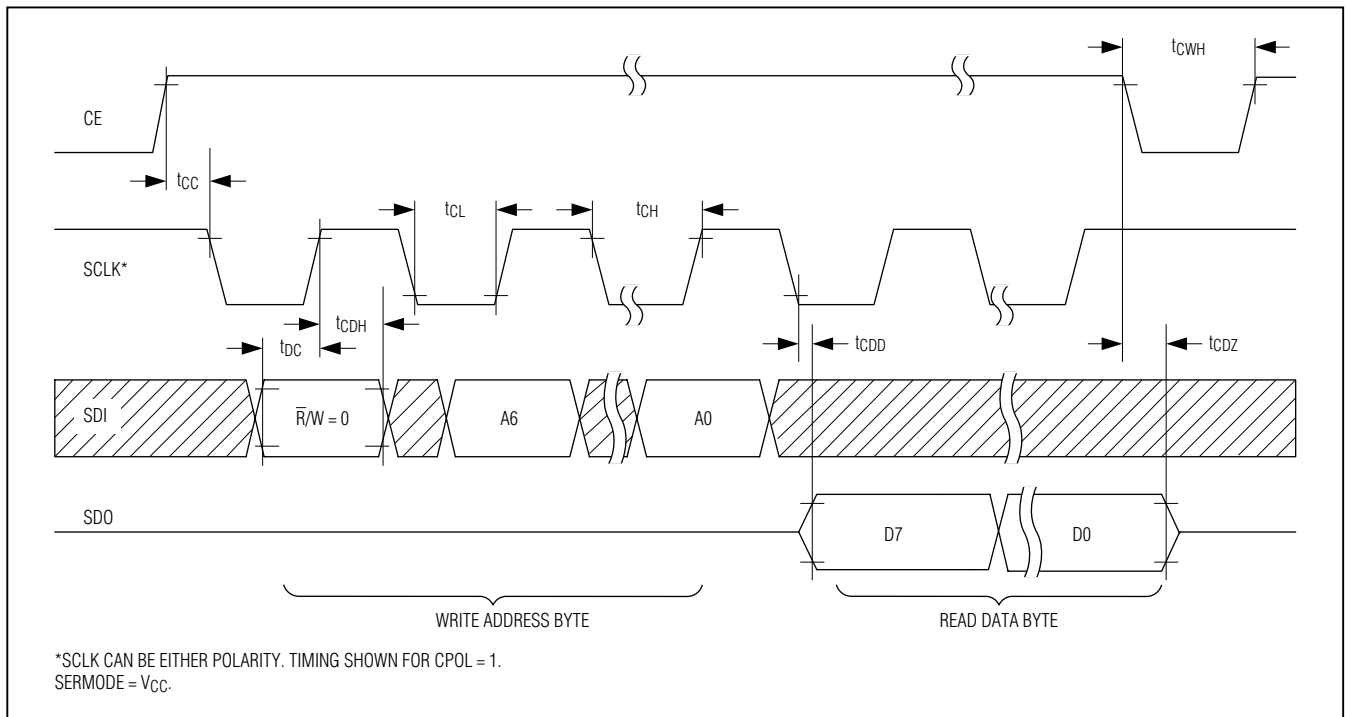 tCWH
CE
tCC
tCL
tCH
SCLK*
tCDH
tDC
tCDD
tCDZ
SDI
R̅/W = 0
A6
A0
SDO
D7
D0
WRITE ADDRESS BYTE
READ DATA BYTE
*SCLK CAN BE EITHER POLARITY. TIMING SHOWN FOR CPOL = 1.
SERMODE = VCC.